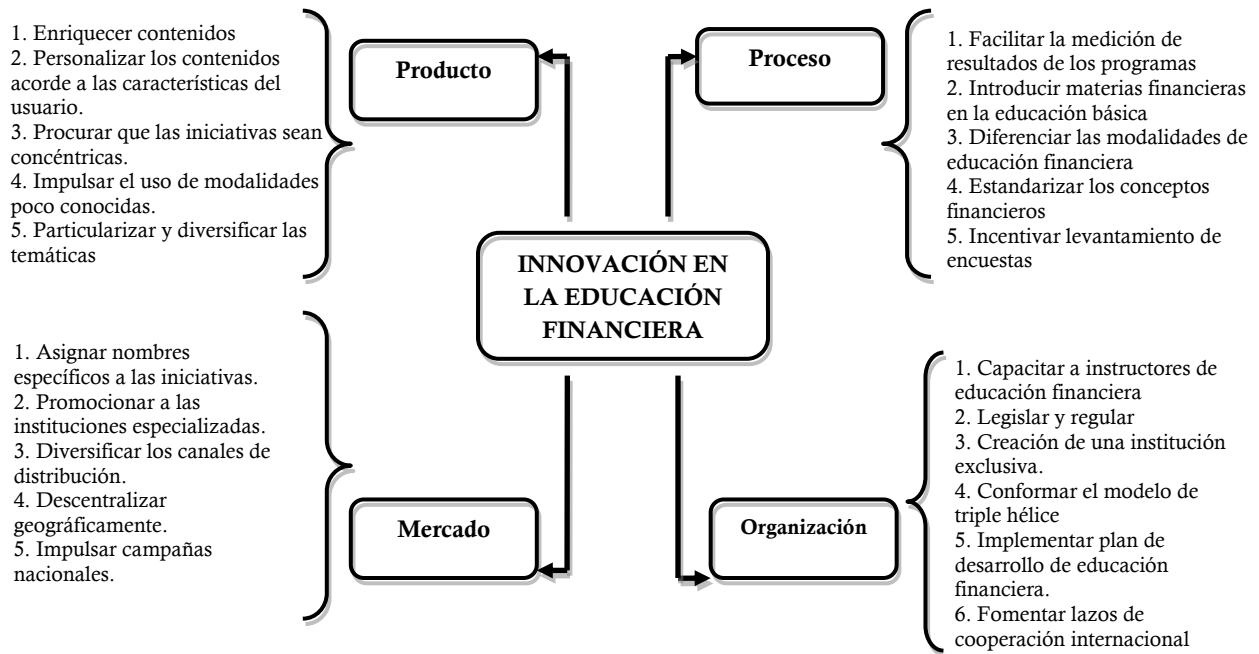 1. Enriquecer contenidos
2. Personalizar los contenidos
acorde a las características del
usuario.
3. Procurar que las iniciativas sean
concéntricas.
4. Impulsar el uso de modalidades
poco conocidas.
5. Particularizar y diversificar las
temáticas
Producto
Proceso
1. Facilitar la medición de
resultados de los programas
2. Introducir materias financieras
en la educación básica
3. Diferenciar las modalidades de
educación financiera
4. Estandarizar los conceptos
financieros
5. Incentivar levantamiento de
encuestas
INNOVACIÓN EN
LA EDUCACIÓN
FINANCIERA
1. Asignar nombres
específicos a las iniciativas.
2. Promocionar a las
instituciones especializadas.
3. Diversificar los canales de
distribución.
4. Descentralizar
geográficamente.
5. Impulsar campañas
nacionales.
Mercado
Organización
1. Capacitar a instructores de
educación financiera
2. Legislar y regular
3. Creación de una institución
exclusiva.
4. Conformar el modelo de
triple hélice
5. Implementar plan de
desarrollo de educación
financiera.
6. Fomentar lazos de
cooperación internacional